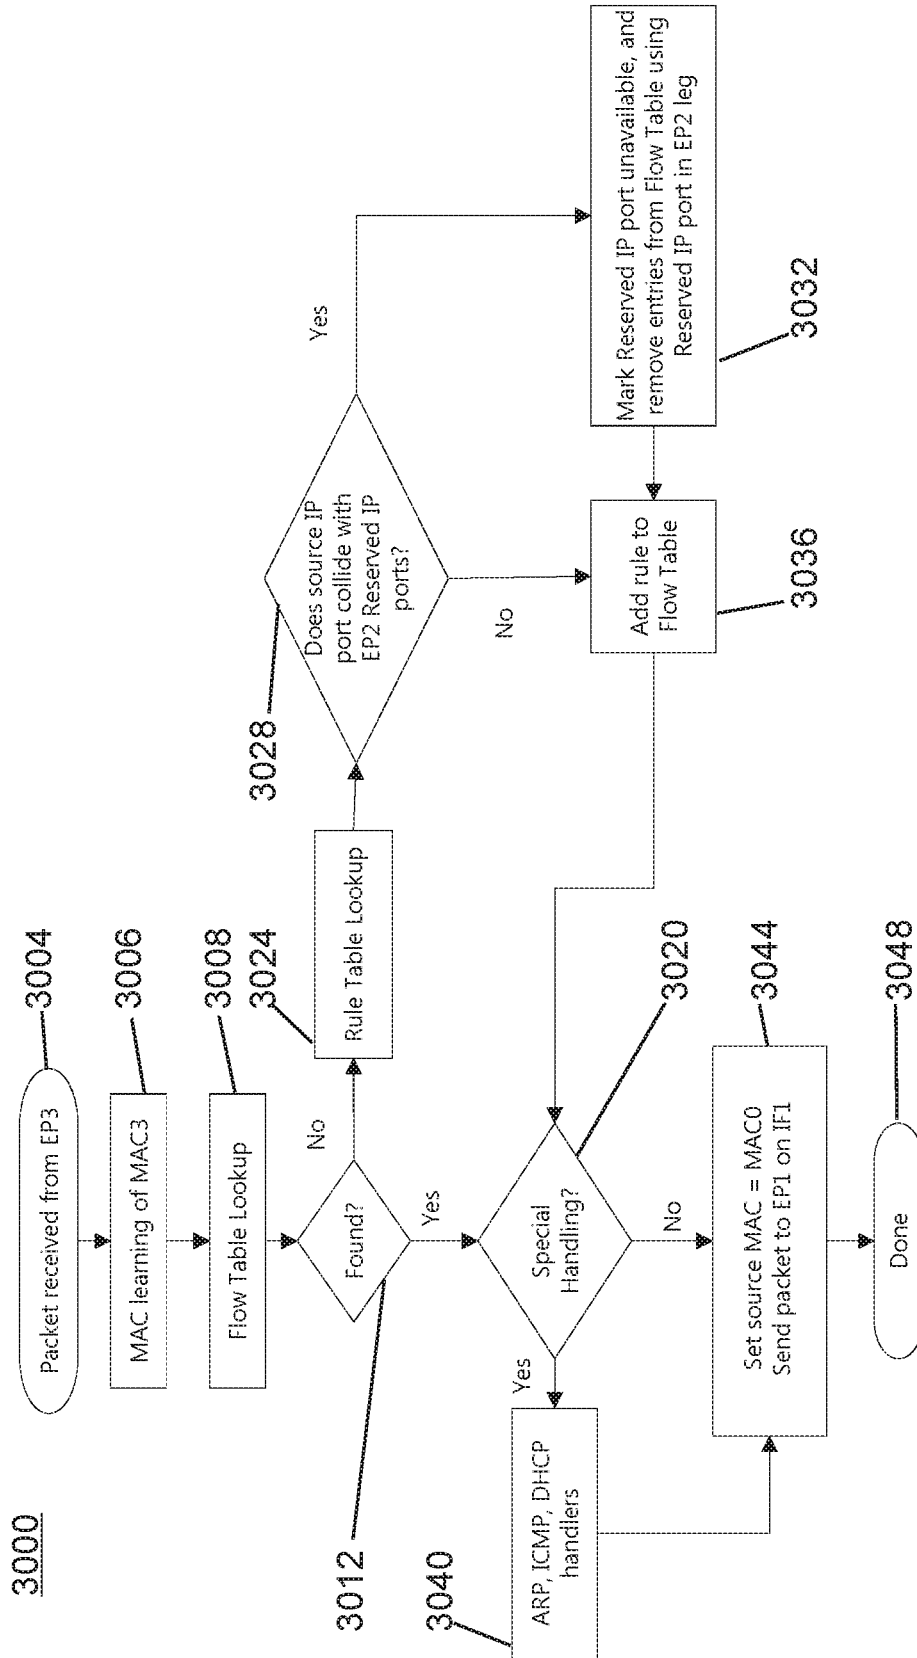 3000
Packet received from EP3
3004
MAC learning of MAC3
3006
Flow Table Lookup
3008
Found?
3012
No
Yes
Rule Table Lookup
3024
Does source IP
port collide with
EP2 Reserved IP
ports?
3028
Yes
No
Mark Reserved IP port unavailable, and
remove entries from Flow Table using
Reserved IP port in EP2 leg
3032
Add rule to
Flow Table
3036
Special
Handling?
3020
Yes
No
ARP, ICMP, DHCP
handlers
3040
Set source MAC = MAC0
Send packet to EP1 on IF1
3044
Done
3048